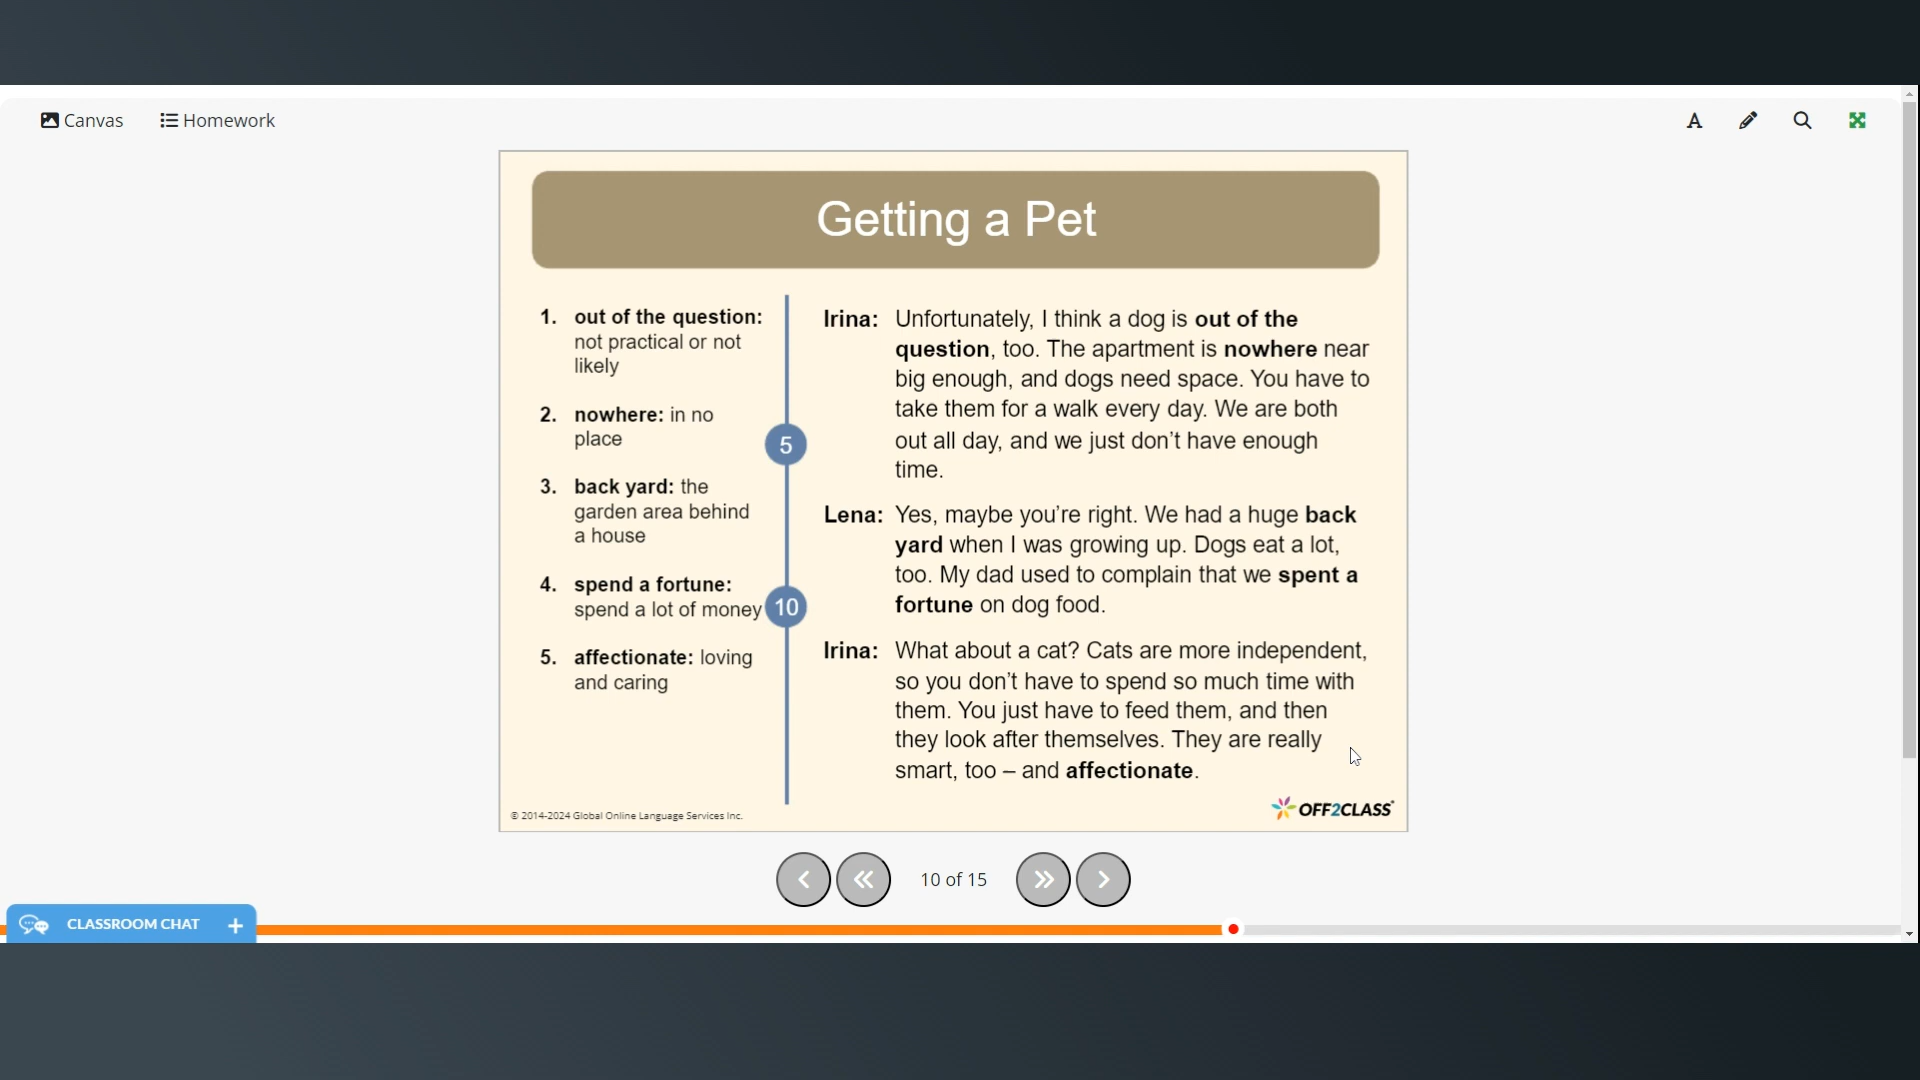 Canvas
Homework
A
Getting a Pet
1. out of the question:
not practical or not
likely
2. nowhere: in no
place
3. back yard: the
garden area behind
a house
4. spend a fortune:
spend a lot of money
5. affectionate: loving
and caring
5
10
Irina: Unfortunately, I think a dog is out of the
question, too. The apartment is nowhere near
big enough, and dogs need space. You have to
take them for a walk every day. We are both
out all day, and we just don’t have enough
time.
Lena: Yes, maybe you’re right. We had a huge back
yard when I was growing up. Dogs eat a lot,
too. My dad used to complain that we spent a
fortune on dog food.
Irina: What about a cat? Cats are more independent,
so you don’t have to spend so much time with
them. You just have to feed them, and then
they look after themselves. They are really
smart, too – and affectionate.
© 2014-2024 Global Online Language Services Inc.
OFF2CLASS
10 of 15
CLASSROOM CHAT +